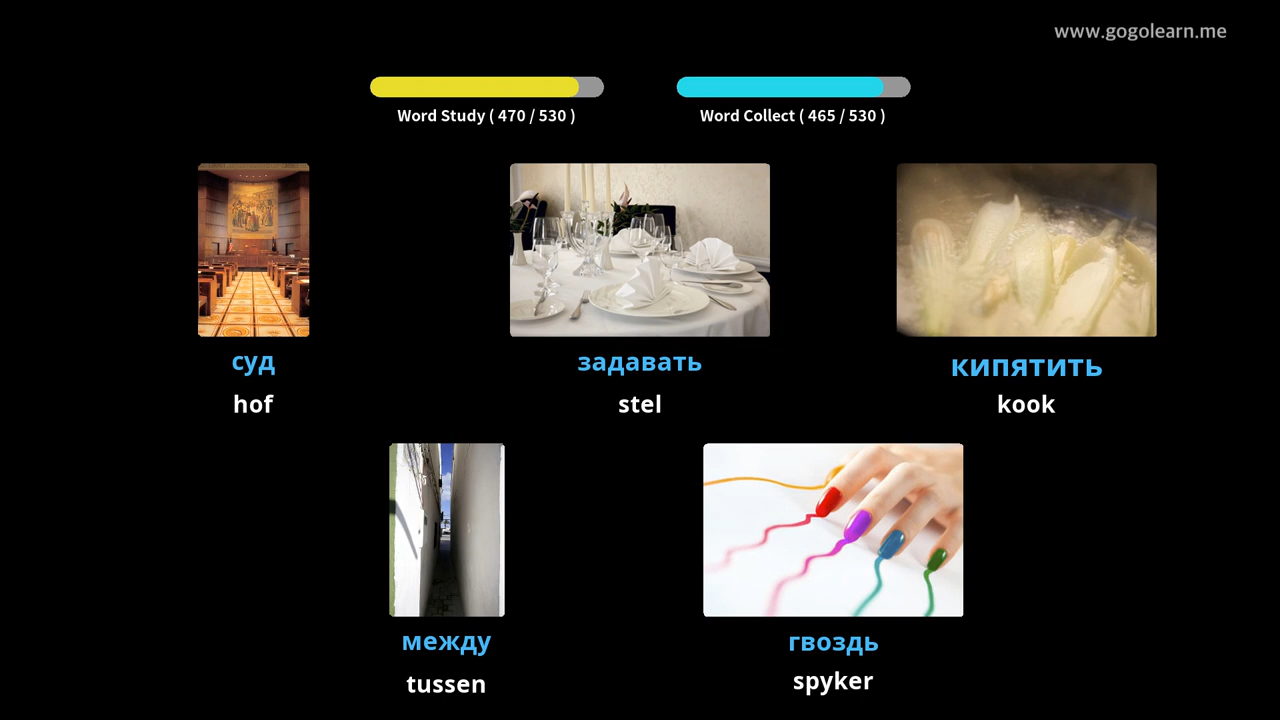 www.gogolearn.me
Word Study ( 470 / 530 )
Word Collect ( 465 / 530 )
суд
задавать
кипятить
hof
stel
kook
между
гвоздь
tussen
spyker